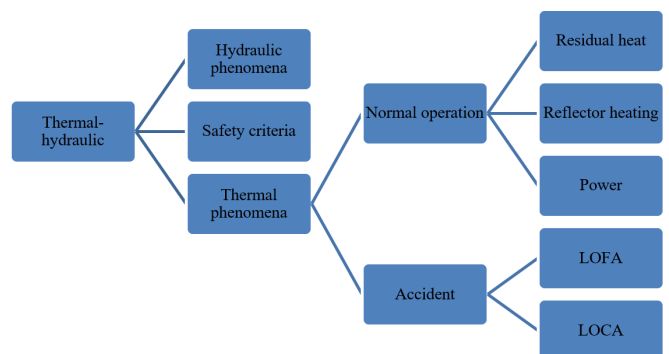 Thermal-
hydraulic
Hydraulic
phenomena
Safety criteria
Thermal
phenomena
Normal operation
Accident
Residual heat
Reflector heating
Power
LOFA
LOCA